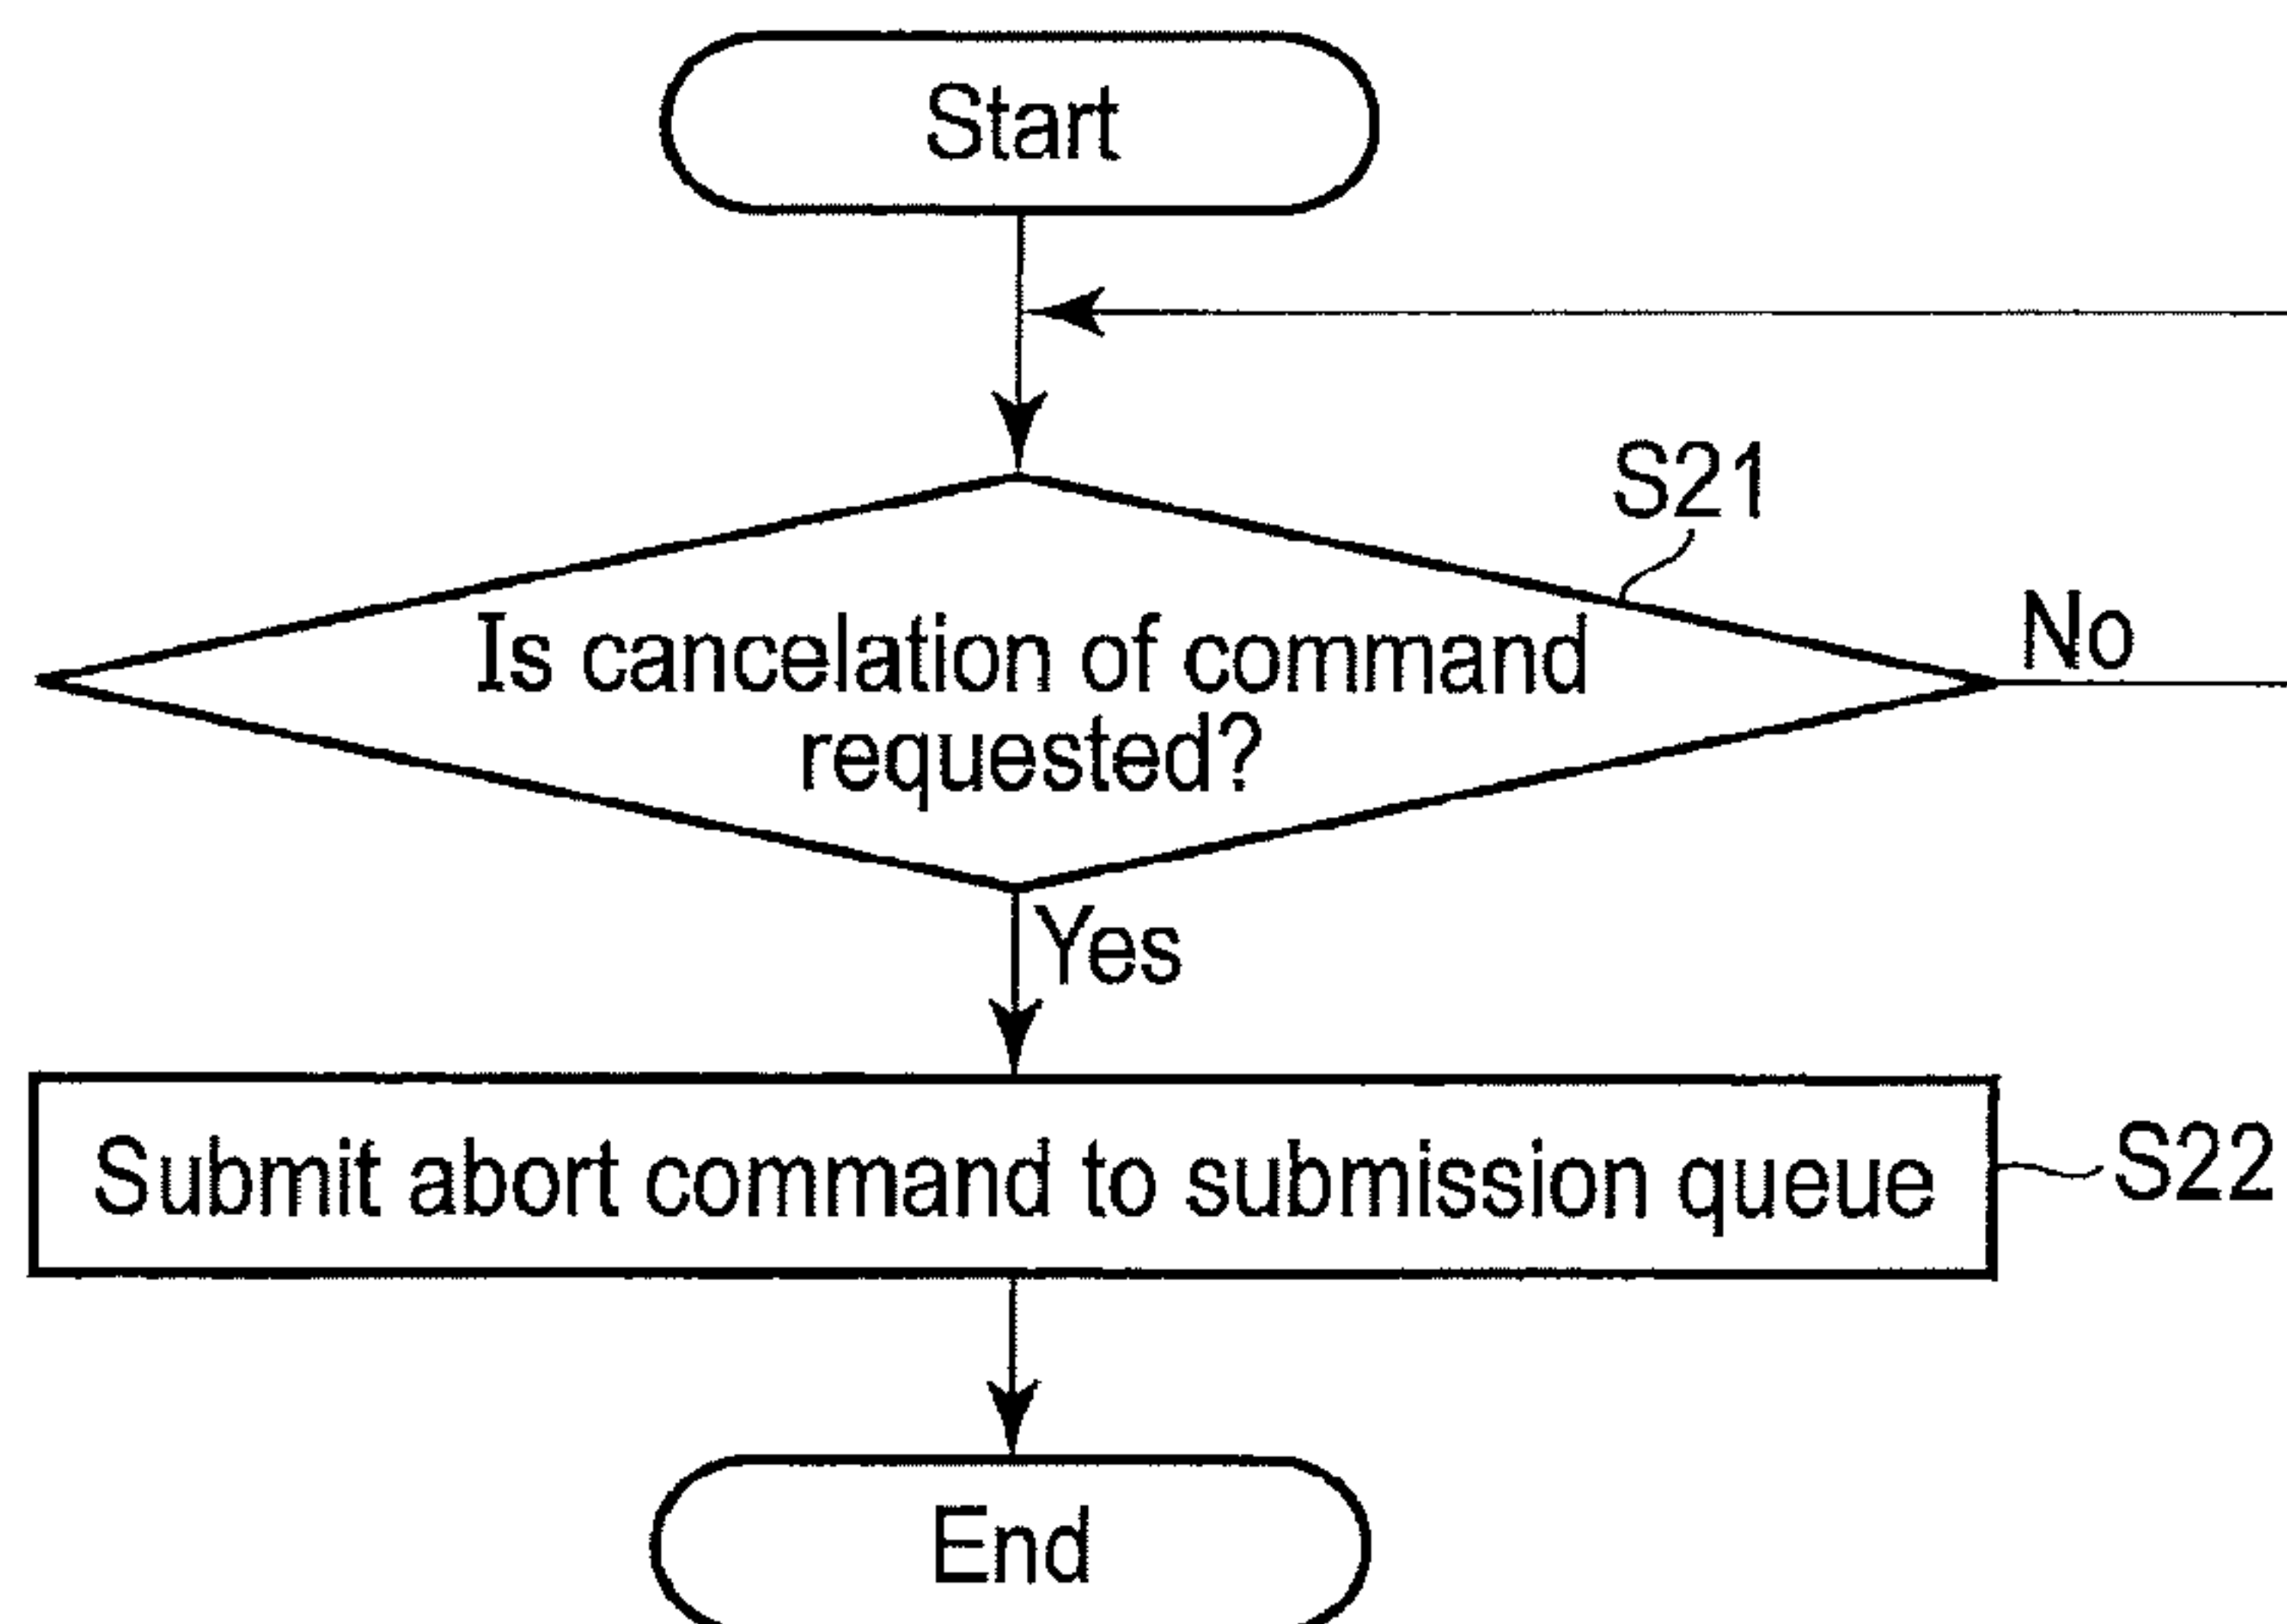 Start
S21
Is cancelation of command
requested?
No
Yes
Submit abort command to submission queue
S22
End